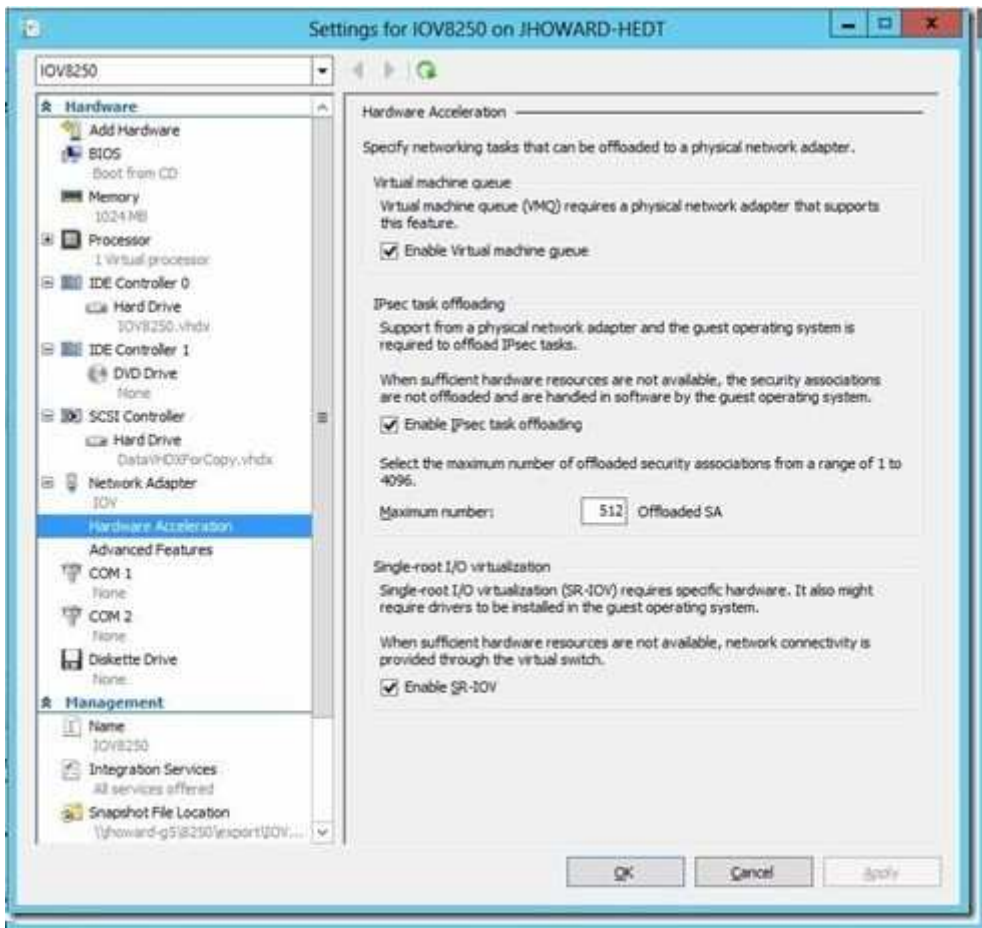 Settings for IOV8250 on JHOWARD-HEDT
IOV8250
Hardware
Add Hardware
BIOS
Boot from CD
Memory
1024 MB
Processor
1 Virtual processor
IDE Controller 0
Hard Drive
IOV8250.vhdx
IDE Controller 1
DVD Drive
None
SCSI Controller
Hard Drive
DataVHDXForCopy.vhdx
Network Adapter
IOV
Hardware Acceleration
Advanced Features
COM 1
None
COM 2
None
Diskette Drive
None
Management
Name
IOV8250
Integration Services
All services offered
Snapshot File Location
\\jhoward-g5\8250\export\IOV...
Hardware Acceleration
Specify networking tasks that can be offloaded to a physical network adapter.
Virtual machine queue
Virtual machine queue (VMQ) requires a physical network adapter that supports
this feature.
Enable Virtual machine queue
IPsec task offloading
Support from a physical network adapter and the guest operating system is
required to offload IPsec tasks.
When sufficient hardware resources are not available, the security associations
are not offloaded and are handed in software by the guest operating system.
Enable IPsec task offloading
Select the maximum number of offloaded security associations from a range of 1 to
4096.
Maximum number: 512 Offloaded SA
Single-root I/O virtualization
Single-root I/O virtualization (SR-IOV) requires specific hardware. It also might
require drivers to be installed in the guest operating system.
When sufficient hardware resources are not available, network connectivity is
provided through the virtual switch.
Enable SR-IOV
OK Cancel Apply